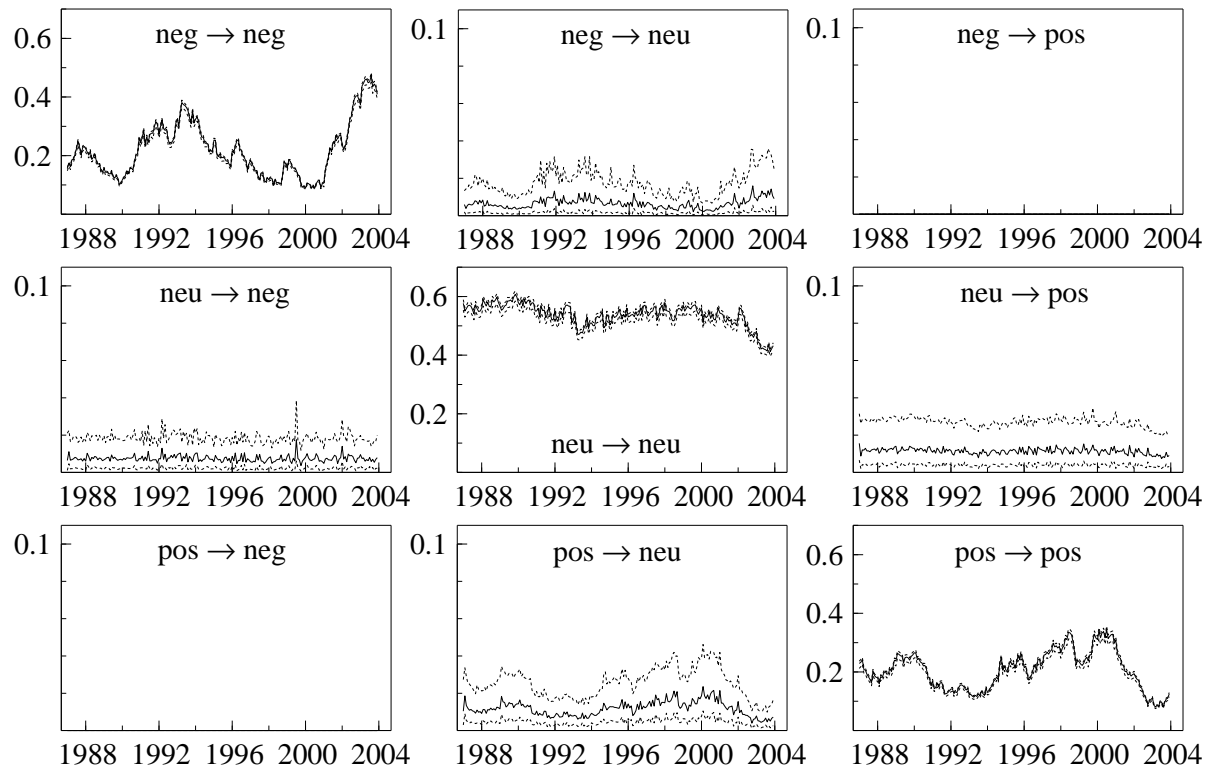 neg → neg
0.6
0.4
0.2
1988 1992 1996 2000 2004
neg → neu
0.1
1988 1992 1996 2000 2004
neg → pos
0.1
1988 1992 1996 2000 2004
neu → neg
0.1
1988 1992 1996 2000 2004
0.6
0.4
0.2
neu → neu
1988 1992 1996 2000 2004
neu → pos
0.1
1988 1992 1996 2000 2004
pos → neg
0.1
1988 1992 1996 2000 2004
pos → neu
0.1
1988 1992 1996 2000 2004
pos → pos
0.6
0.4
0.2
1988 1992 1996 2000 2004